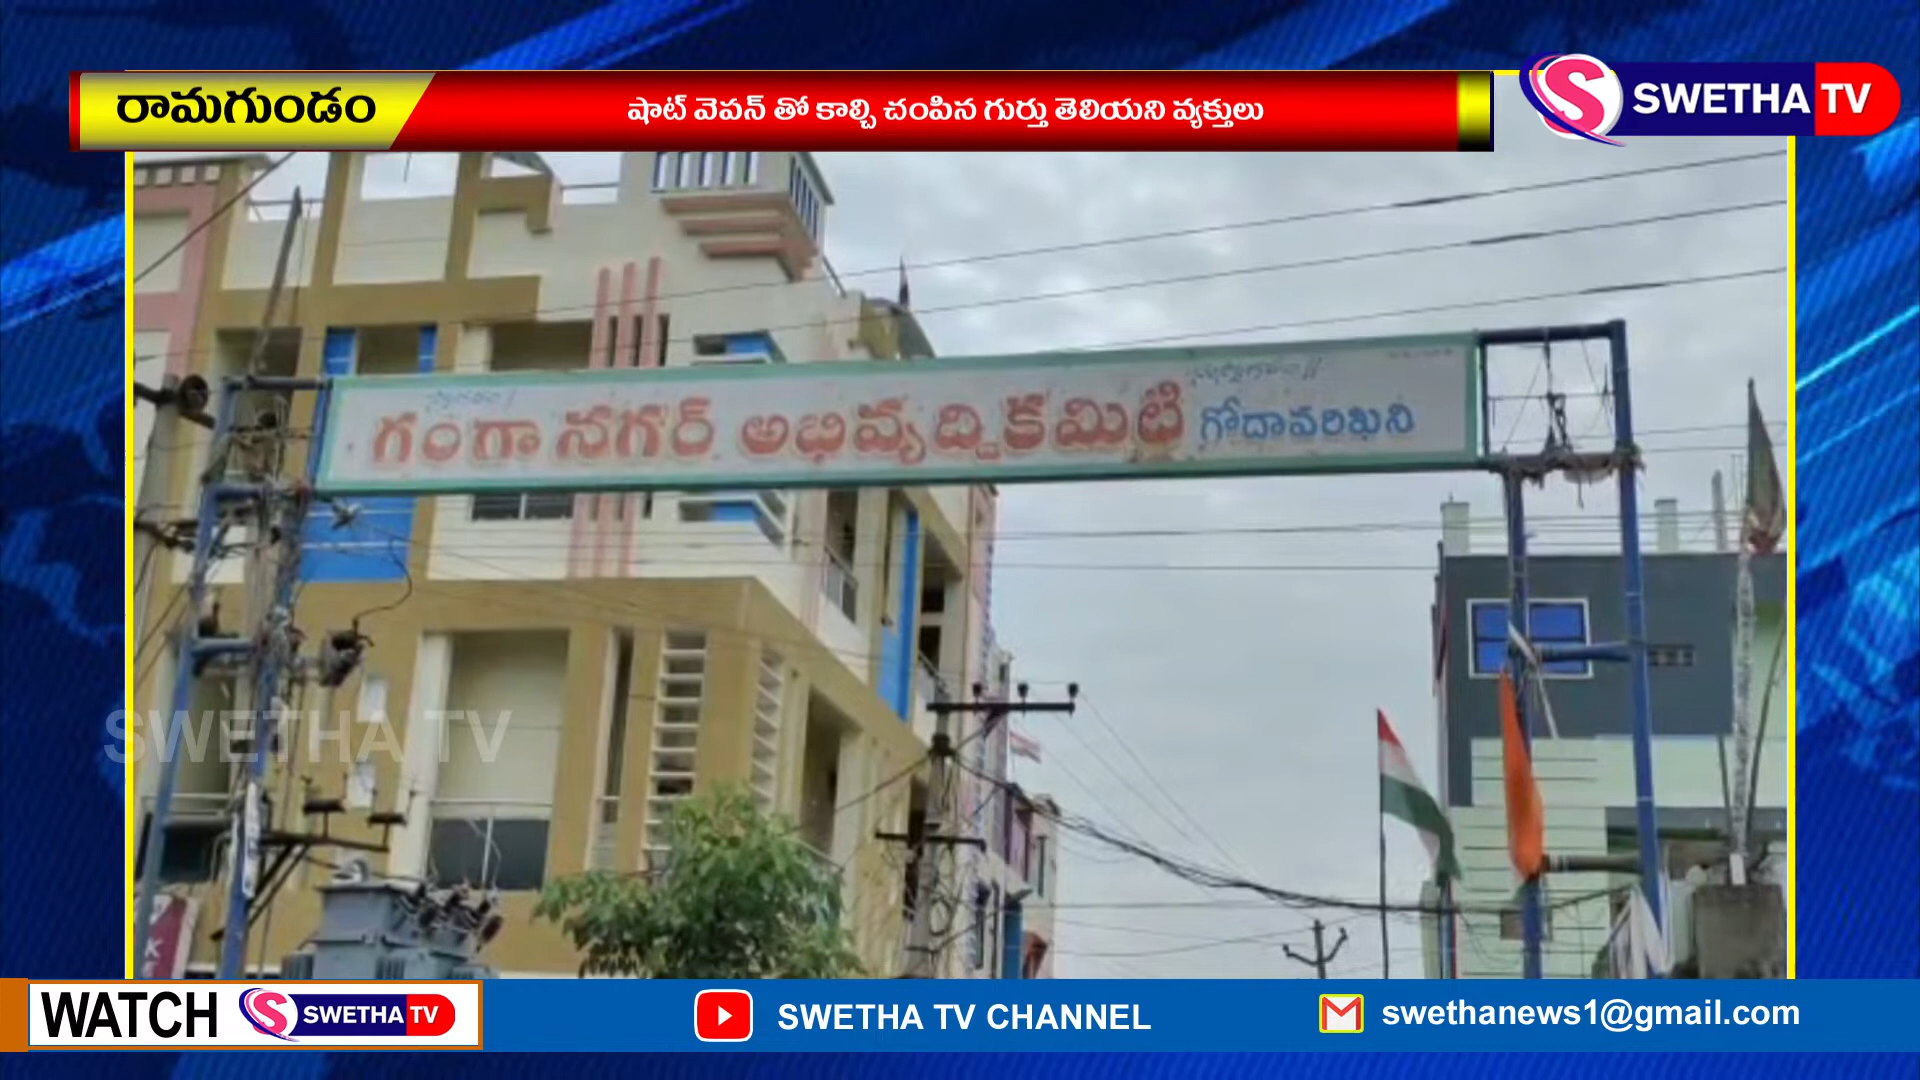 రామగుండం
షాట్ వెపన్ తో కాల్చి చంపిన గుర్తు తెలియని వ్యక్తులు
S SWETHA TV
సుస్వాగతం//
గంగా నగర్ అభివృద్ధికమిటి గోదావరిఖని
SWETHA TV
WATCH S SWETHA TV
SWETHA TV CHANNEL
swethanews1@gmail.com